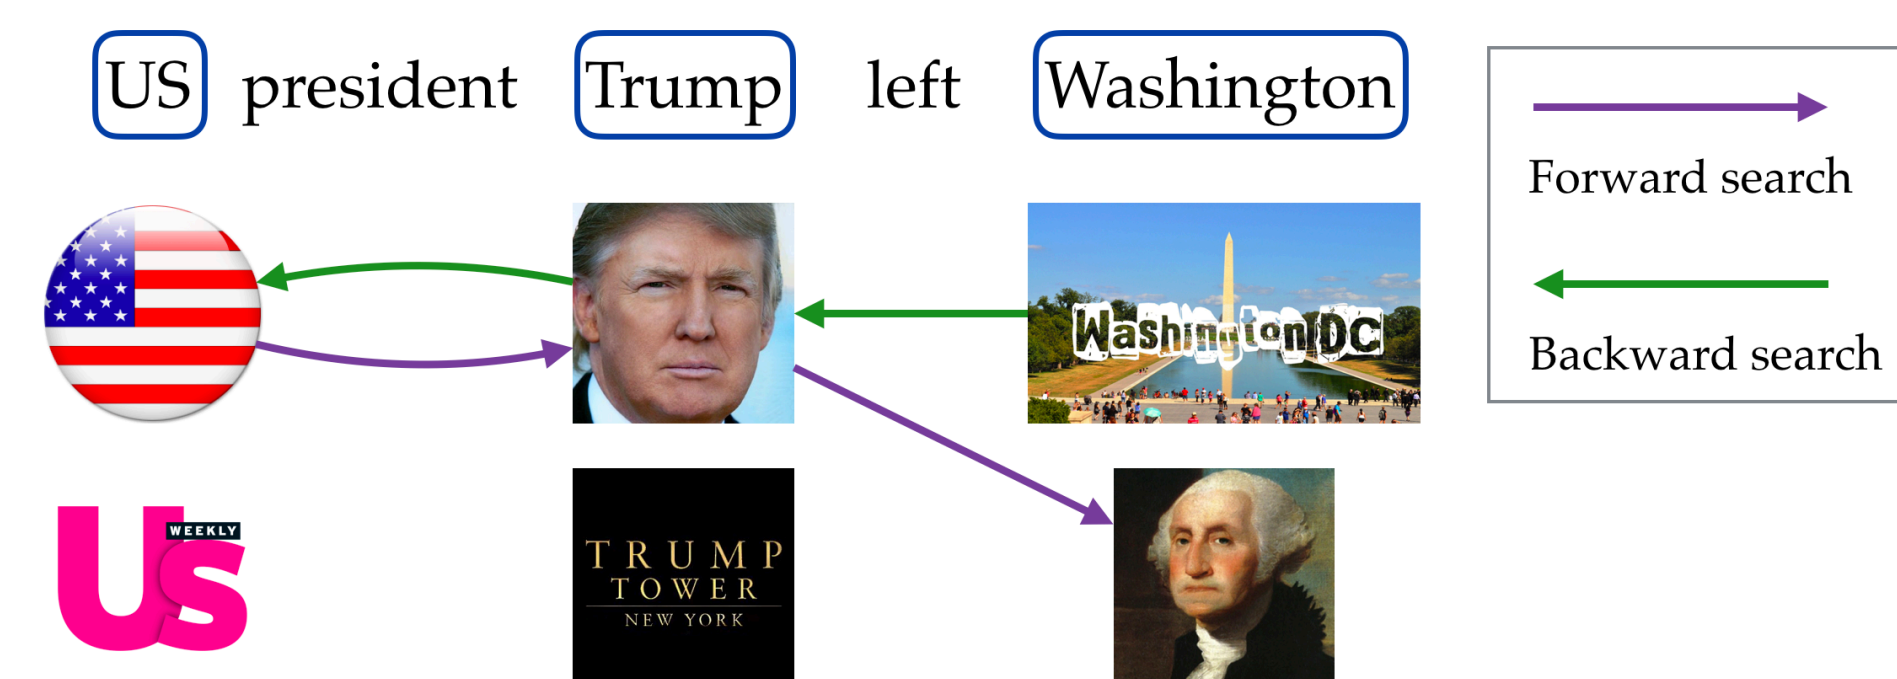 US president Trump left Washington
Forward search
Backward search
Washington DC
Us
WEEKLY
TRUMP
TOWER
NEW YORK